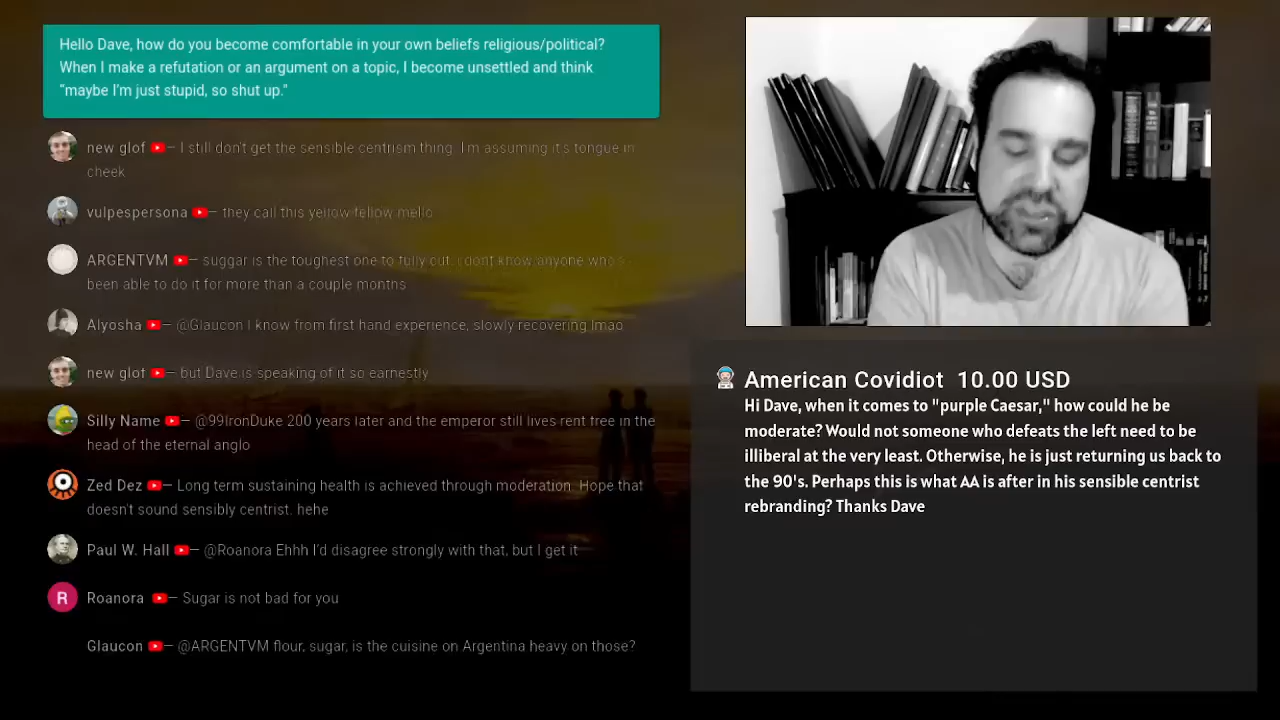 Hello Dave, how do you become comfortable in your own beliefs religious/political?
When I make a refutation or an argument on a topic, I become unsettled and think
"maybe I'm just stupid, so shut up."
new glof — I still don't get the sensible centrism thing. I'm assuming it's tongue in
cheek
vulpespersona — they call this yellow fellow mello
ARGENTVM — suggar is the toughest one to fully cut. i dont know anyone who's
been able to do it for more than a couple months
Alyosha — @Glaucon I know from first hand experience, slowly recovering lmao
new glof — but Dave is speaking of it so earnestly
Silly Name — @99IronDuke 200 years later and the emperor still lives rent free in the
head of the eternal anglo
Zed Dez — Long term sustaining health is achieved through moderation. Hope that
doesn't sound sensibly centrist. hehe
Paul W. Hall — @Roanora Ehhh I'd disagree strongly with that, but I get it
R Roanora — Sugar is not bad for you
Glaucon — @ARGENTVM flour, sugar, is the cuisine on Argentina heavy on those?
American Covidiot 10.00 USD
Hi Dave, when it comes to "purple Caesar," how could he be
moderate? Would not someone who defeats the left need to be
illiberal at the very least. Otherwise, he is just returning us back to
the 90's. Perhaps this is what AA is after in his sensible centrist
rebranding? Thanks Dave